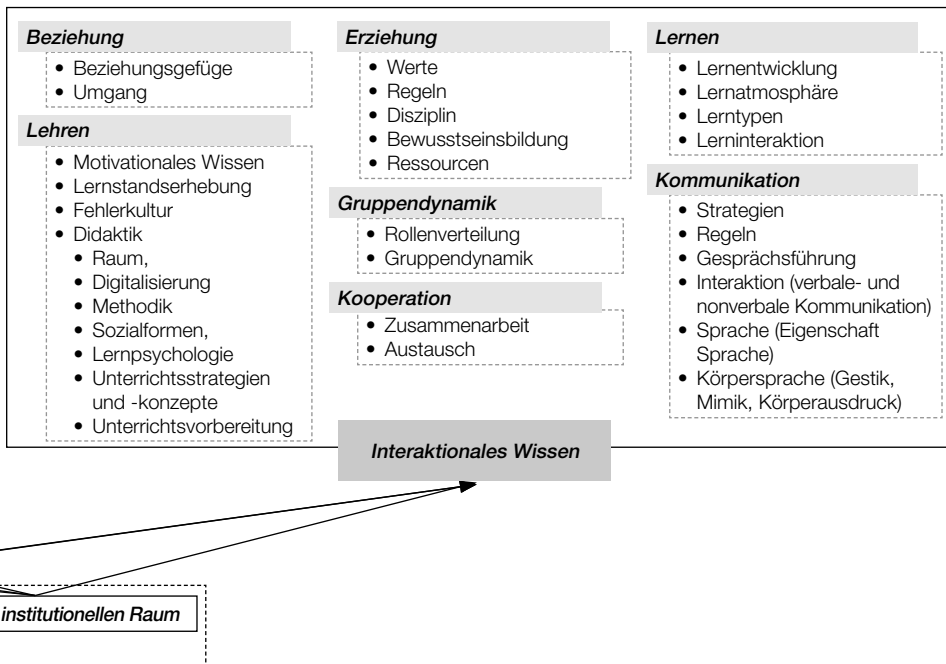 Beziehung
• Beziehungsgefüge
• Umgang
Lehren
• Motivationales Wissen
• Lernstandserhebung
• Fehlerkultur
• Didaktik
• Raum,
• Digitalisierung
• Methodik
• Sozialformen,
• Lernpsychologie
• Unterrichtsstrategien
und -konzepte
• Unterrichtsvorbereitung
Erziehung
• Werte
• Regeln
• Disziplin
• Bewusstseinsbildung
• Ressourcen
Gruppendynamik
• Rollenverteilung
• Gruppendynamik
Kooperation
• Zusammenarbeit
• Austausch
Lernen
• Lernentwicklung
• Lernatmosphäre
• Lerntypen
• Lerninteraktion
Kommunikation
• Strategien
• Regeln
• Gesprächsführung
• Interaktion (verbale- und
nonverbale Kommunikation)
• Sprache (Eigenschaft
Sprache)
• Körpersprache (Gestik,
Mimik, Körperausdruck)
Interaktionales Wissen
institutionellen Raum